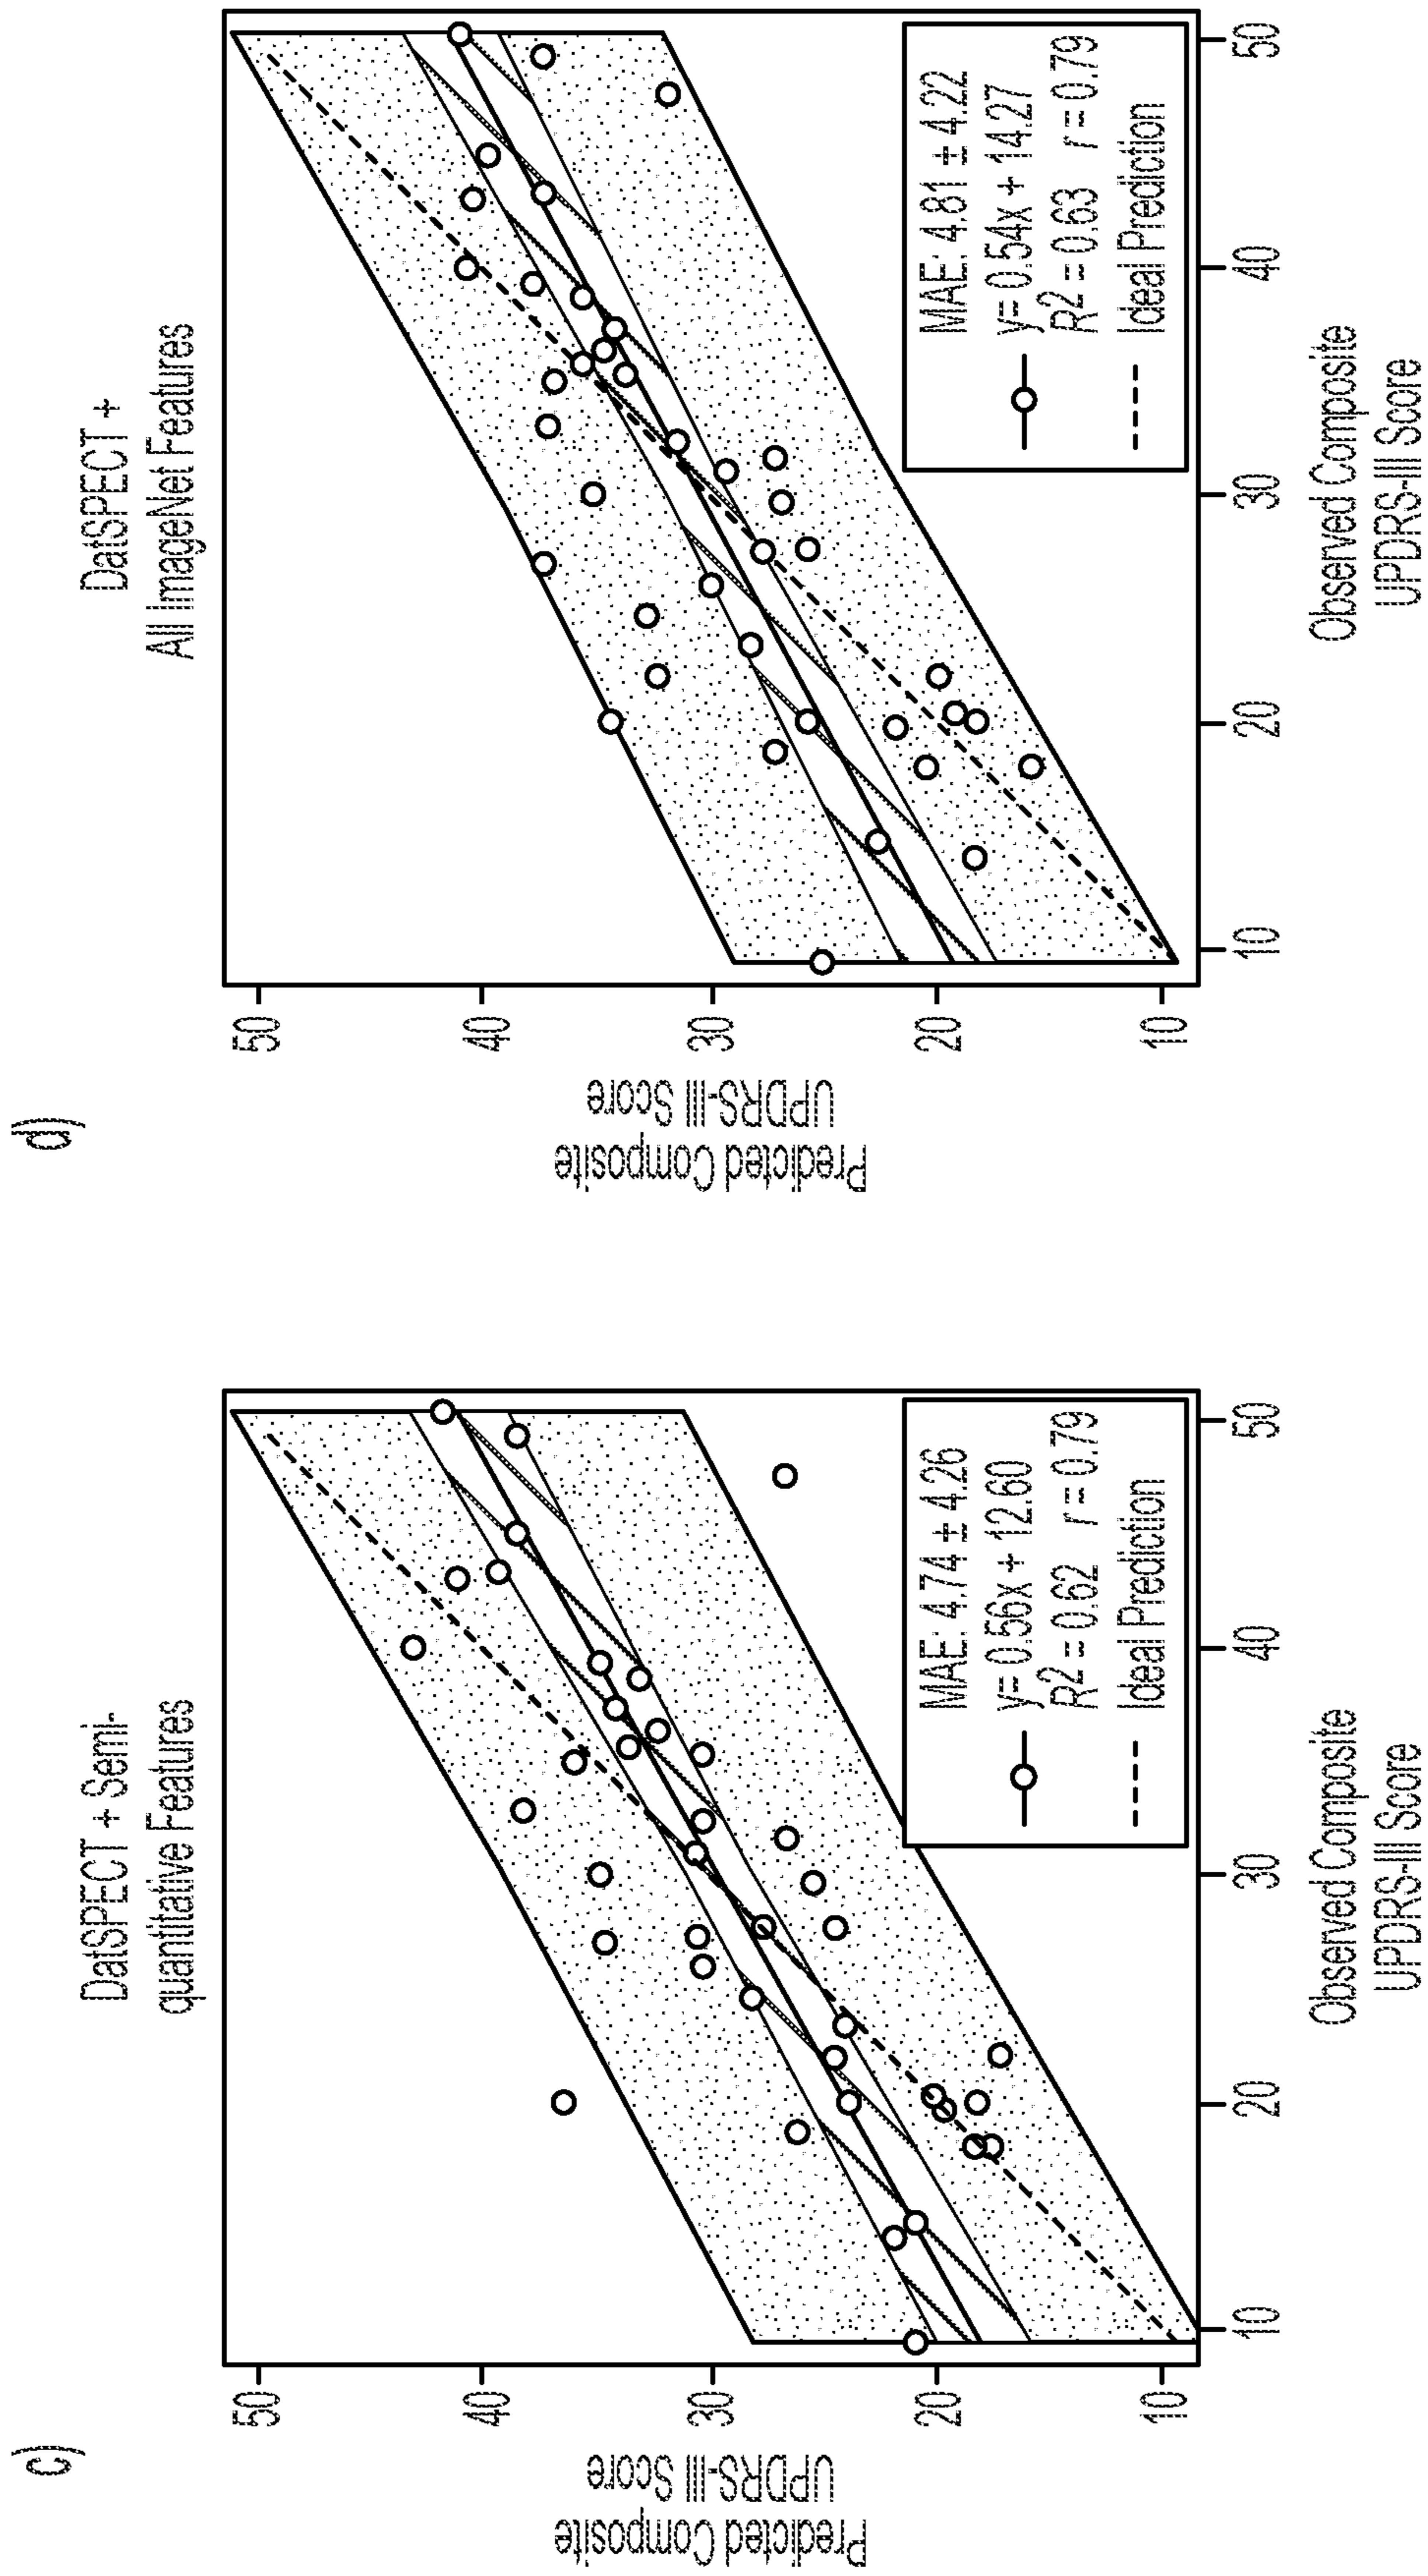 c)
DatSPECT + Semi-
quantitative Features
Predicted Composite
UPDRS-III Score
50
40
30
20
10
MAE: 4.74 ± 4.26
y= 0.56x + 12.60
R2 = 0.62 r = 0.79
Ideal Prediction
10 20 30 40 50
Observed Composite
UPDRS-III Score
d)
DatSPECT +
All ImageNet Features
Predicted Composite
UPDRS-III Score
50
40
30
20
10
MAE: 4.81 ± 4.22
y= 0.54x + 14.27
R2 = 0.63 r = 0.79
Ideal Prediction
10 20 30 40 50
Observed Composite
UPDRS-III Score